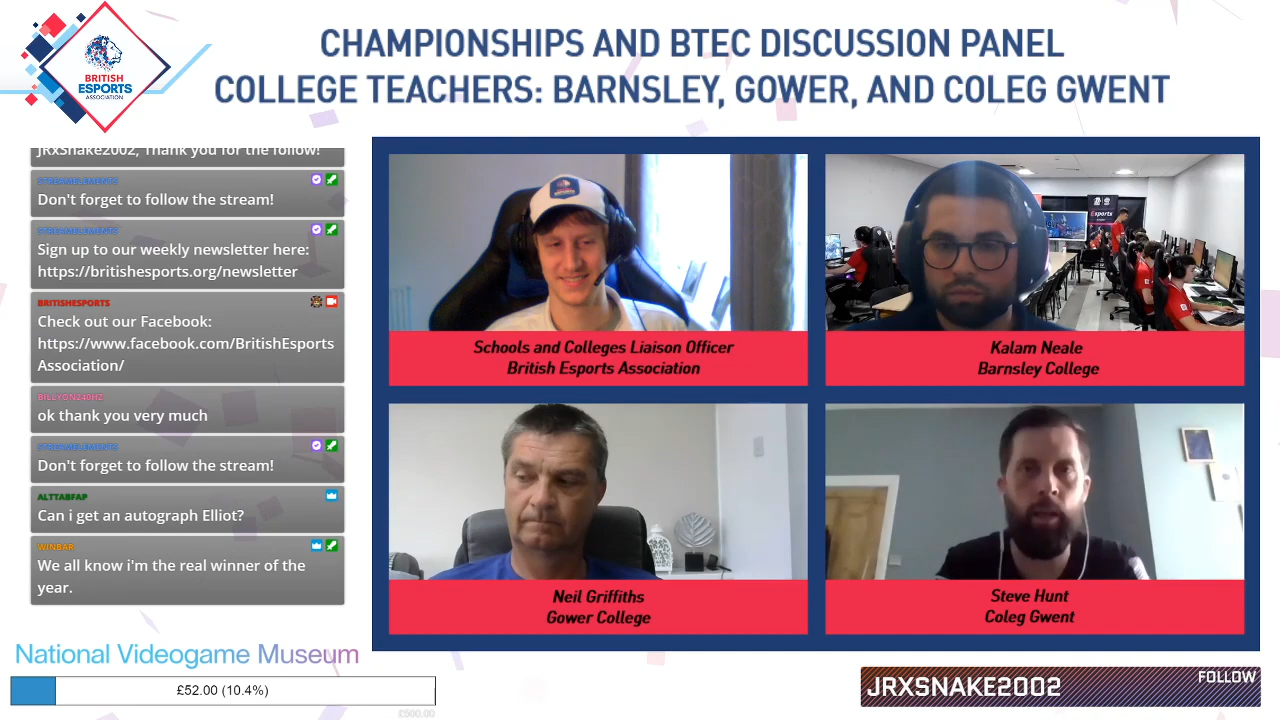 CHAMPIONSHIPS AND BTEC DISCUSSION PANEL
COLLEGE TEACHERS: BARNSLEY, GOWER, AND COLEG GWENT
BRITISH
ESPORTS
ASSOCIATION
JRxSnake2002, Thank you for the follow!
STREAMELEMENTS
Don't forget to follow the stream!
STREAMELEMENTS
Sign up to our weekly newsletter here:
https://britishesports.org/newsletter
BRITISHESPORTS
Check out our Facebook:
https://www.facebook.com/BritishEsports
Association/
BILLYON240HZ
ok thank you very much
STREAMELEMENTS
Don't forget to follow the stream!
ALTTABFAP
Can i get an autograph Elliot?
WINBAR
We all know i'm the real winner of the
year.
Schools and Colleges Liaison Officer
British Esports Association
Esports
Kalam Neale
Barnsley College
Neil Griffiths
Gower College
Steve Hunt
Coleg Gwent
National Videogame Museum
£52.00 (10.4%)
£500.00
JRXSNAKE2002
FOLLOW